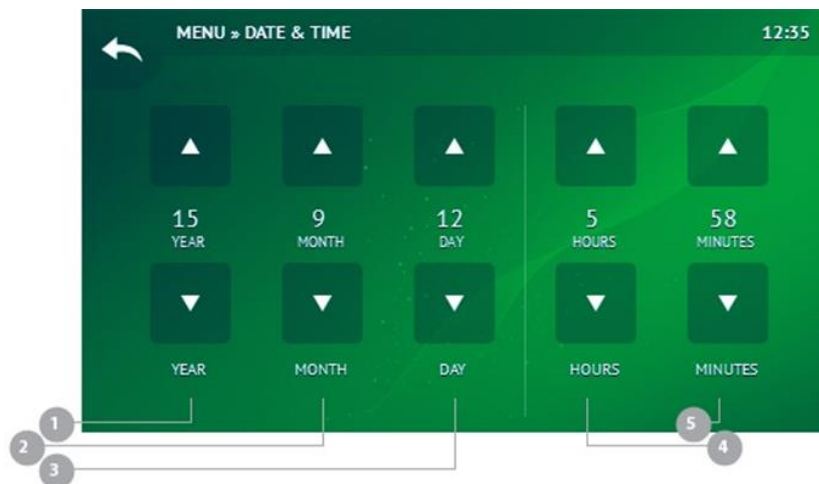 MENU » DATE & TIME 12:35
15 9 12 5 58
YEAR MONTH DAY HOURS MINUTES
YEAR MONTH DAY HOURS MINUTES
1 5
2 4
3